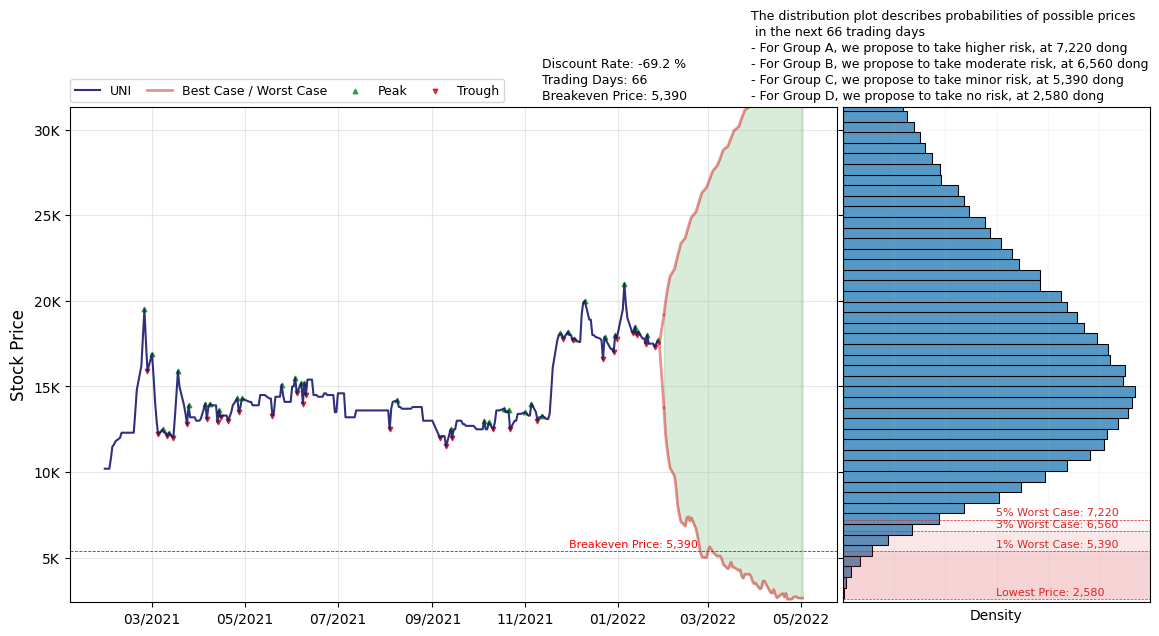 The distribution plot describes probabilities of possible prices
in the next 66 trading days
- For Group A, we propose to take higher risk, at 7,220 dong
- For Group B, we propose to take moderate risk, at 6,560 dong
- For Group C, we propose to take minor risk, at 5,390 dong
- For Group D, we propose to take no risk, at 2,580 dong
Discount Rate: -69.2 %
Trading Days: 66
Breakeven Price: 5,390
UNI
Best Case / Worst Case
Peak
Trough
Stock Price
30K
25K
20K
15K
10K
5K
Breakeven Price: 5,390
03/2021
05/2021
07/2021
09/2021
11/2021
01/2022
03/2022
05/2022
5% Worst Case: 7,220
3% Worst Case: 6,560
1% Worst Case: 5,390
Lowest Price: 2,580
Density